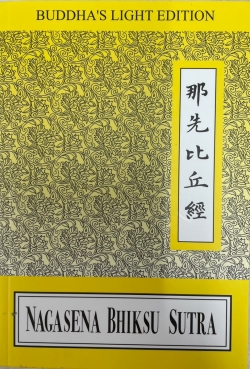 BUDDHA'S LIGHT EDITION
那先比丘經
NAGASENA BHIKSU SUTRA